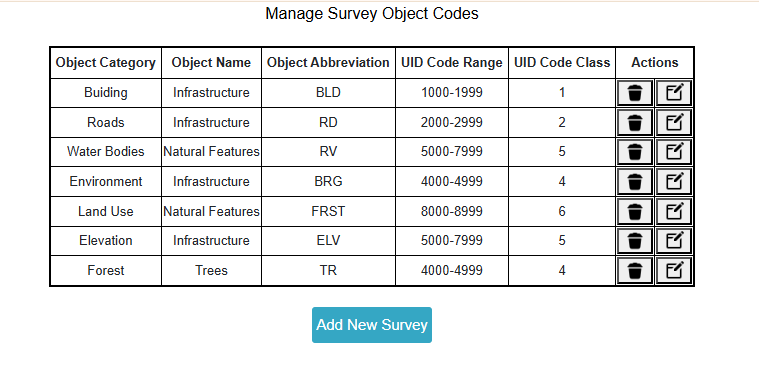 Manage Survey Object Codes
Object Category Object Name Object Abbreviation UID Code Range UID Code Class Actions
Buiding Infrastructure BLD 1000-1999 1
Roads Infrastructure RD 2000-2999 2
Water Bodies Natural Features RV 5000-7999 5
Environment Infrastructure BRG 4000-4999 4
Land Use Natural Features FRST 8000-8999 6
Elevation Infrastructure ELV 5000-7999 5
Forest Trees TR 4000-4999 4
Add New Survey